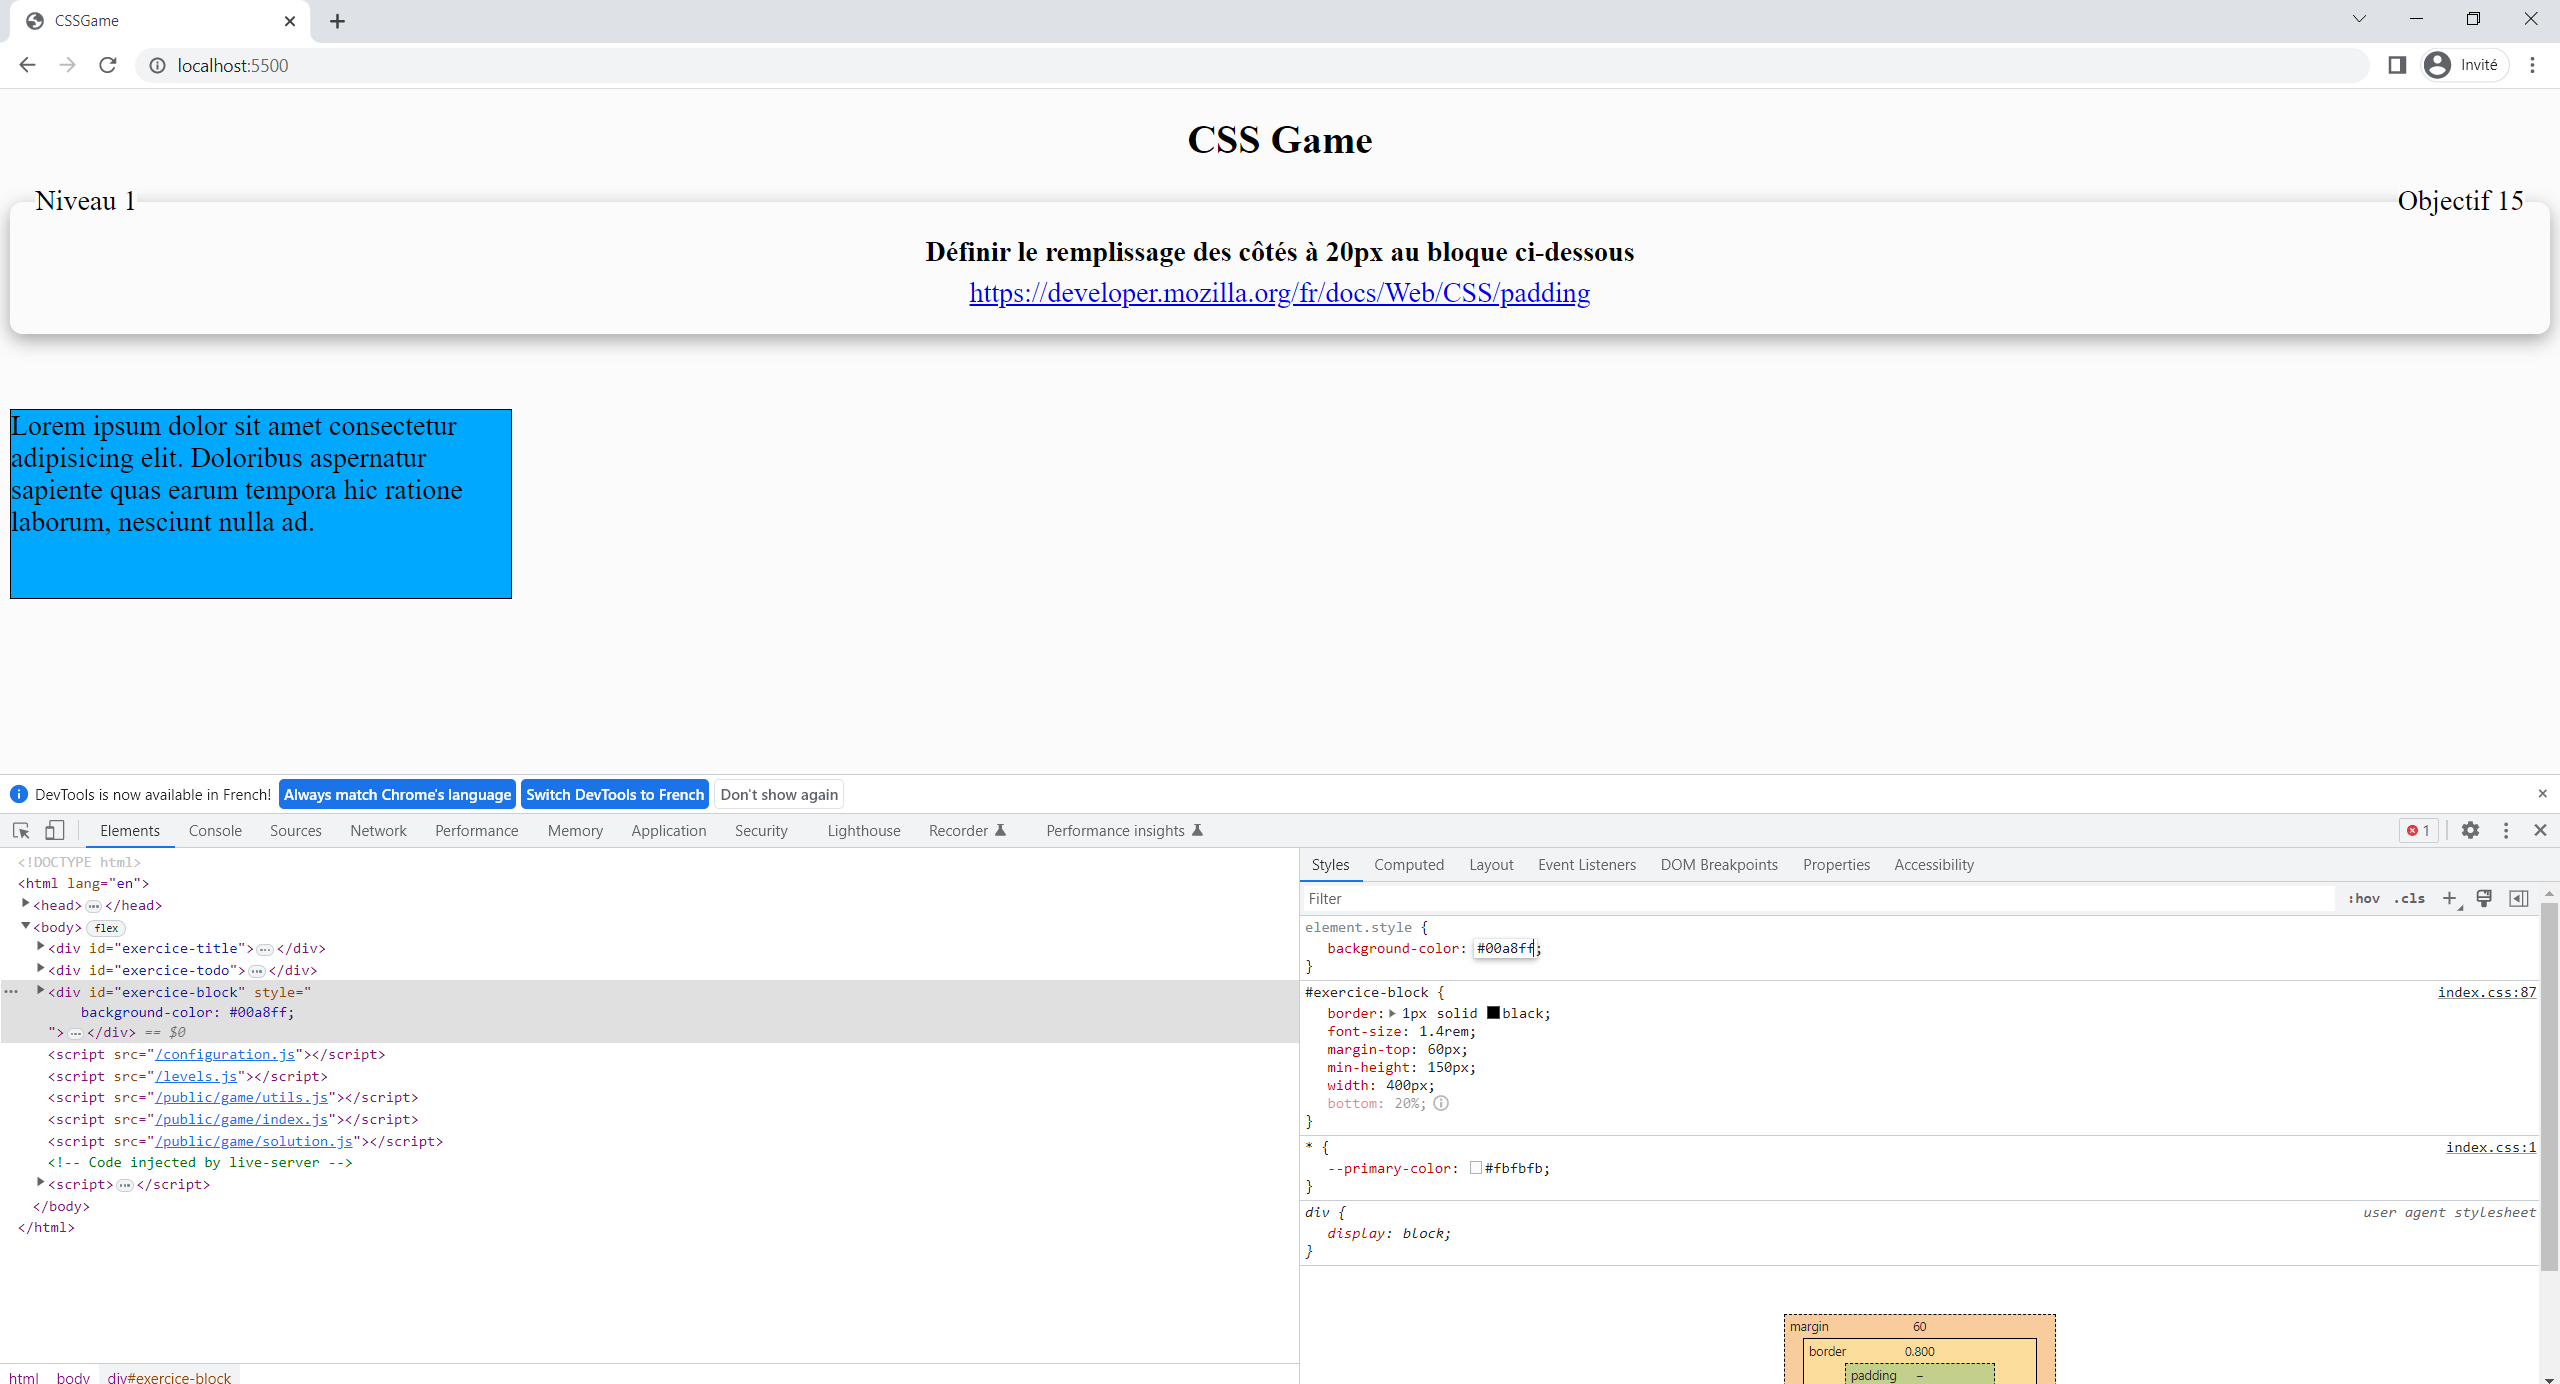 CSSGame
localhost:5500
Invité
CSS Game
Niveau 1
Objectif 15
Définir le remplissage des côtés à 20px au bloque ci-dessous
https://developer.mozilla.org/fr/docs/Web/CSS/padding
Lorem ipsum dolor sit amet consectetur
adipisicing elit. Doloribus aspernatur
sapiente quas earum tempora hic ratione
laborum, nesciunt nulla ad.
DevTools is now available in French! Always match Chrome's language Switch DevTools to French Don't show again
Elements Console Sources Network Performance Memory Application Security Lighthouse Recorder Performance insights 1
<!DOCTYPE html>
<html lang="en">
<head>…</head>
<body> flex
<div id="exercice-title">…</div>
<div id="exercice-todo">…</div>
… <div id="exercice-block" style="
background-color: #00a8ff;
">…</div> == $0
<script src="/configuration.js"></script>
<script src="/levels.js"></script>
<script src="/public/game/utils.js"></script>
<script src="/public/game/index.js"></script>
<script src="/public/game/solution.js"></script>
<!-- Code injected by live-server -->
<script>…</script>
</body>
</html>
html body div#exercice-block
Styles Computed Layout Event Listeners DOM Breakpoints Properties Accessibility
Filter :hov .cls
element.style {
background-color: #00a8ff;
}
#exercice-block { index.css:87
border: 1px solid black;
font-size: 1.4rem;
margin-top: 60px;
min-height: 150px;
width: 400px;
bottom: 20%;
}
* { index.css:1
--primary-color: #fbfbfb;
}
div { user agent stylesheet
display: block;
}
margin 60
border 0.800
padding –